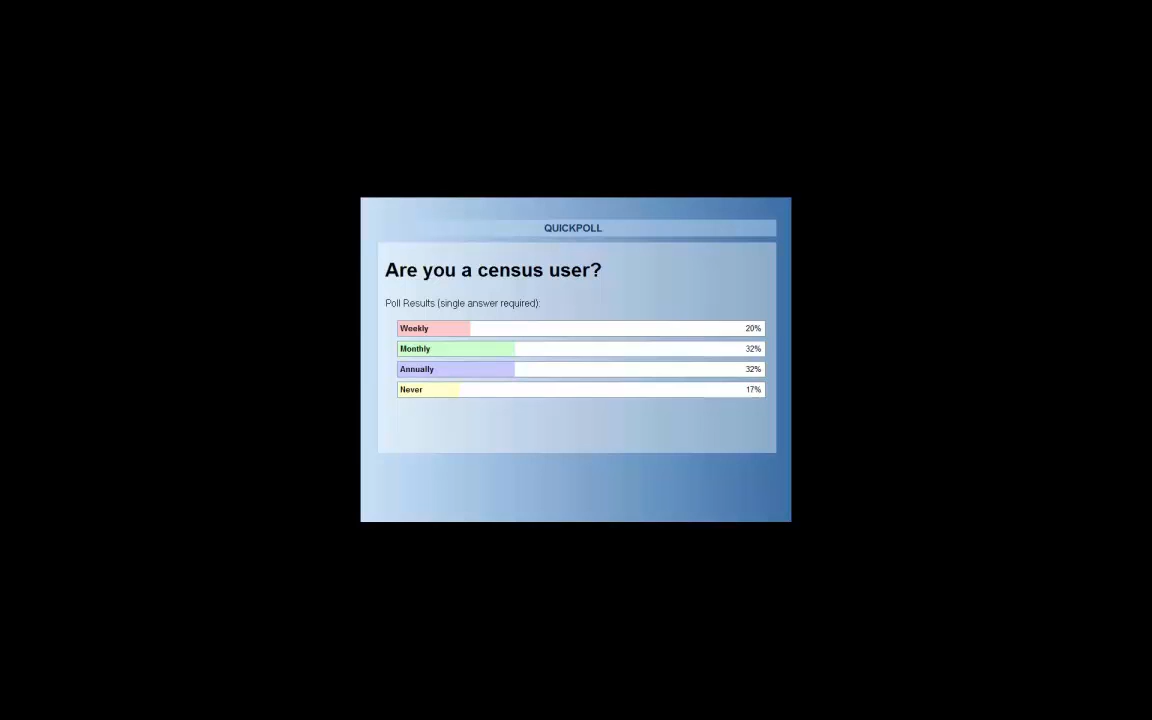 QUICKPOLL
Are you a census user?
Poll Results (single answer required):
Weekly 20%
Monthly 32%
Annually 32%
Never 17%